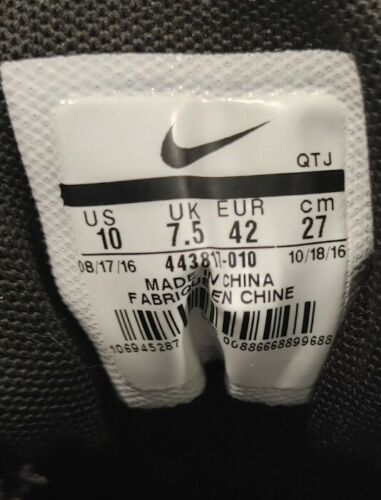 QTJ
US UK EUR cm
10 7.5 42 27
08/17/16 443817-010 10/18/16
MADE IN CHINA
FABRIQUÉ EN CHINE
106945287 00886668899688